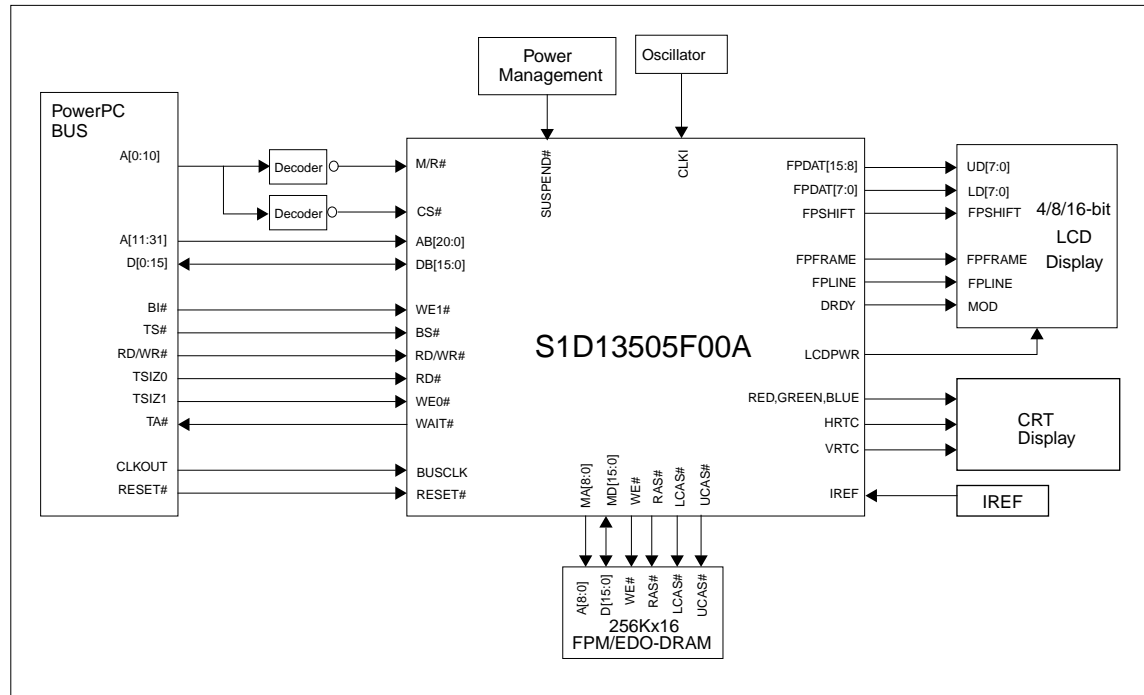 Power
Management
Oscillator
PowerPC
BUS
A[0:10]
A[11:31]
D[0:15]
BI#
TS#
RD/WR#
TSIZ0
TSIZ1
TA#
CLKOUT
RESET#
Decoder
Decoder
SUSPEND#
CLKI
M/R#
CS#
AB[20:0]
DB[15:0]
WE1#
BS#
RD/WR#
RD#
WE0#
WAIT#
BUSCLK
RESET#
S1D13505F00A
FPDAT[15:8]
FPDAT[7:0]
FPSHIFT
FPFRAME
FPLINE
DRDY
LCDPWR
RED,GREEN,BLUE
HRTC
VRTC
IREF
UD[7:0]
LD[7:0]
FPSHIFT
FPFRAME
FPLINE
MOD
4/8/16-bit
LCD
Display
CRT
Display
IREF
MA[8:0]
MD[15:0]
WE#
RAS#
LCAS#
UCAS#
A[8:0]
D[15:0]
WE#
RAS#
LCAS#
UCAS#
256Kx16
FPM/EDO-DRAM